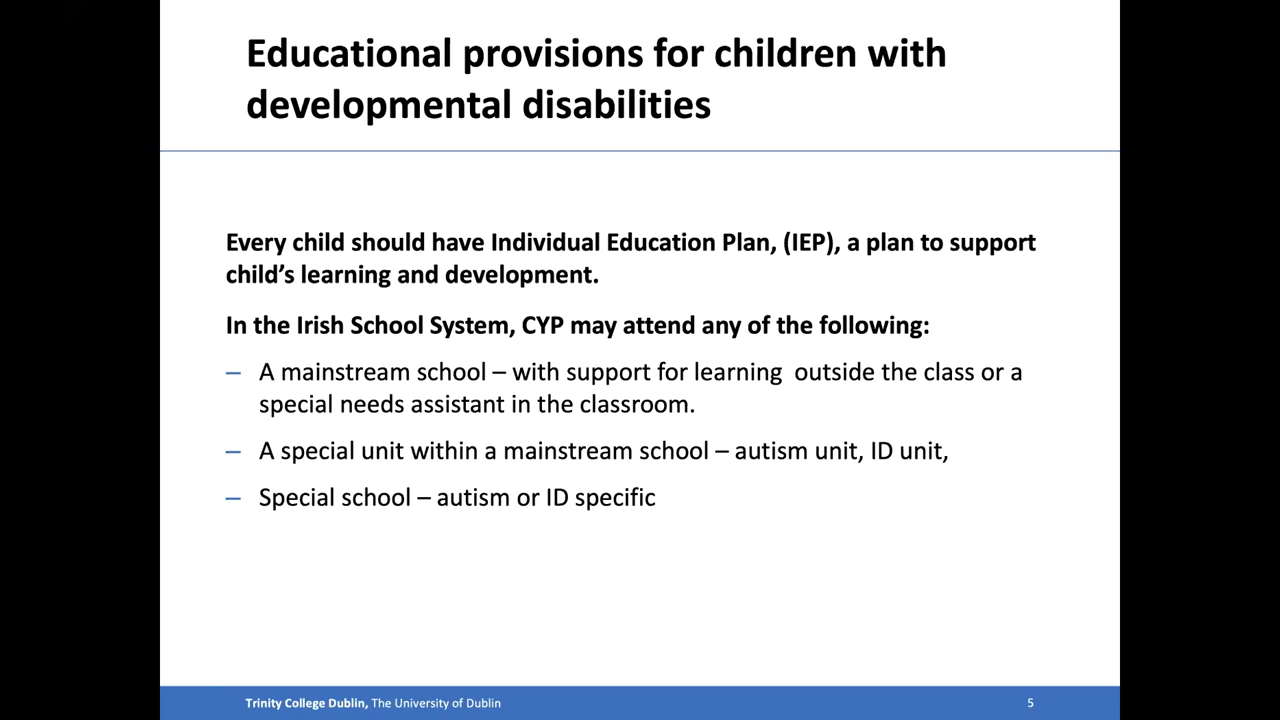 Educational provisions for children with
developmental disabilities
Every child should have Individual Education Plan, (IEP), a plan to support
child’s learning and development.
In the Irish School System, CYP may attend any of the following:
– A mainstream school – with support for learning  outside the class or a
special needs assistant in the classroom.
– A special unit within a mainstream school – autism unit, ID unit,
– Special school – autism or ID specific
Trinity College Dublin, The University of Dublin
5